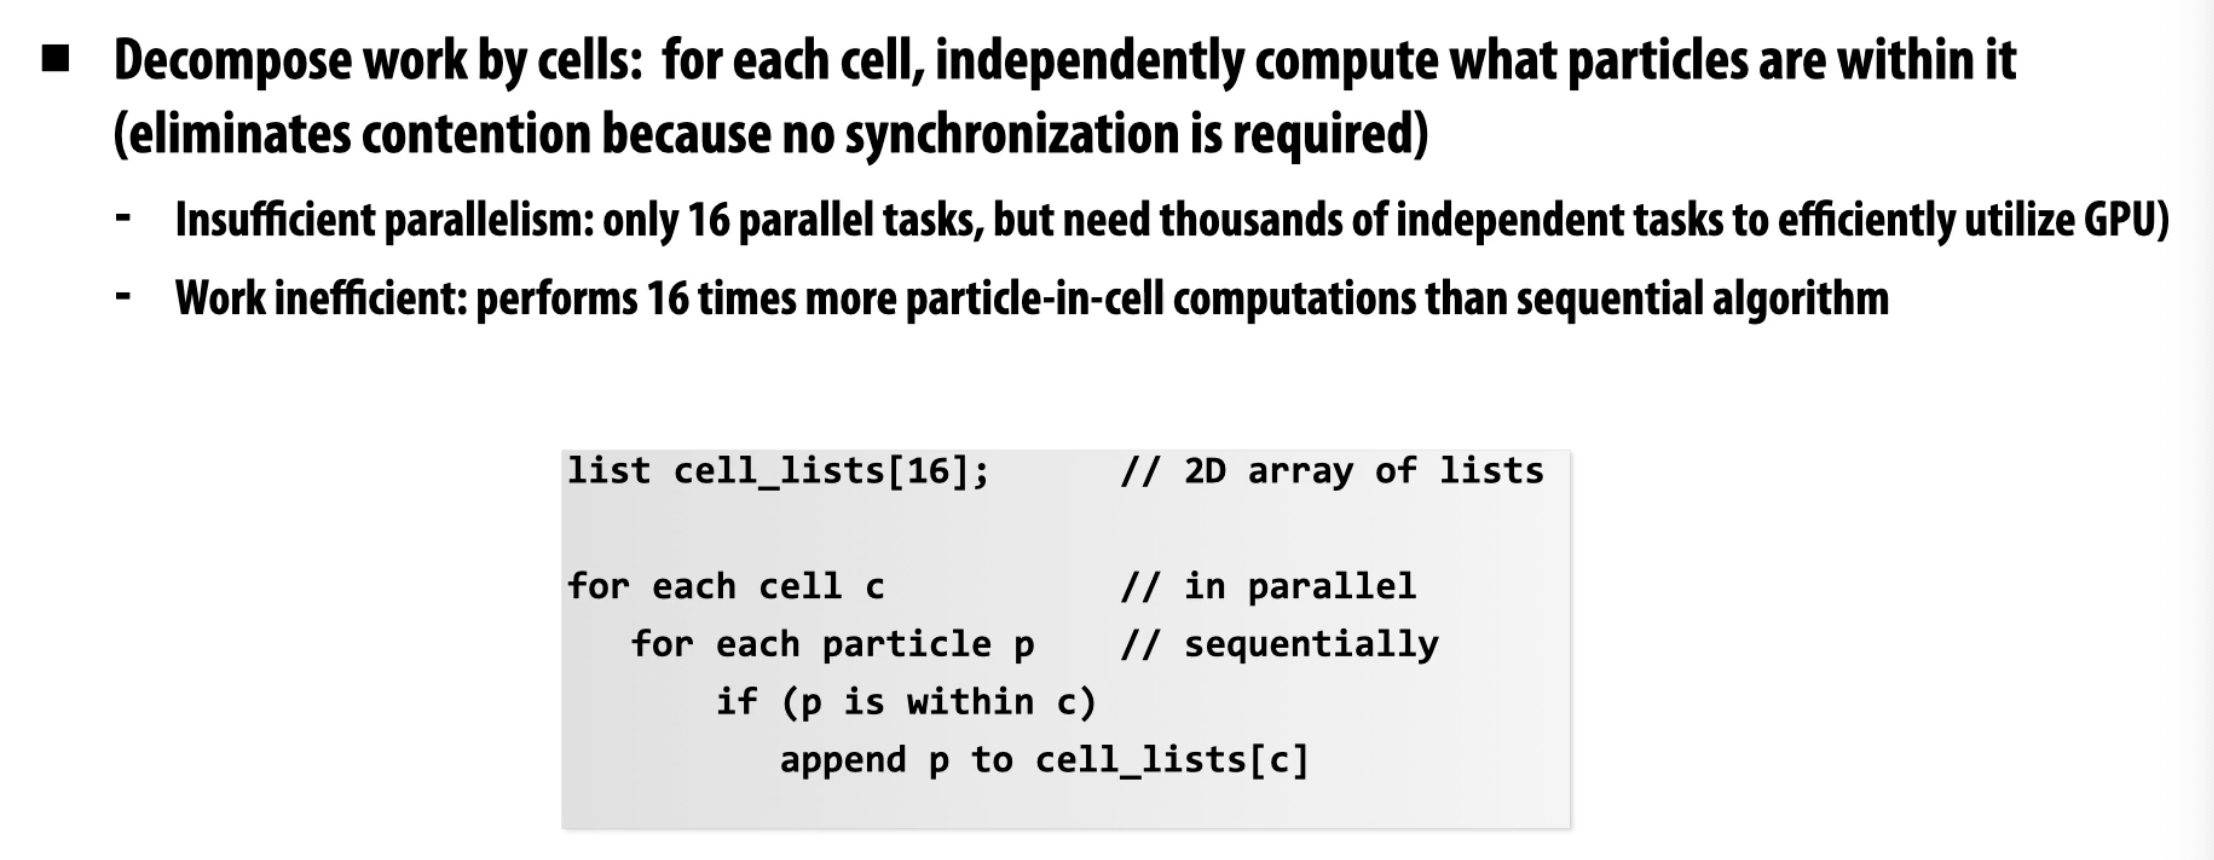 ■ Decompose work by cells: for each cell, independently compute what particles are within it
(eliminates contention because no synchronization is required)
- Insufficient parallelism: only 16 parallel tasks, but need thousands of independent tasks to efficiently utilize GPU)
- Work inefficient: performs 16 times more particle-in-cell computations than sequential algorithm
list cell_lists[16];      // 2D array of lists
for each cell c           // in parallel
   for each particle p    // sequentially
       if (p is within c)
          append p to cell_lists[c]